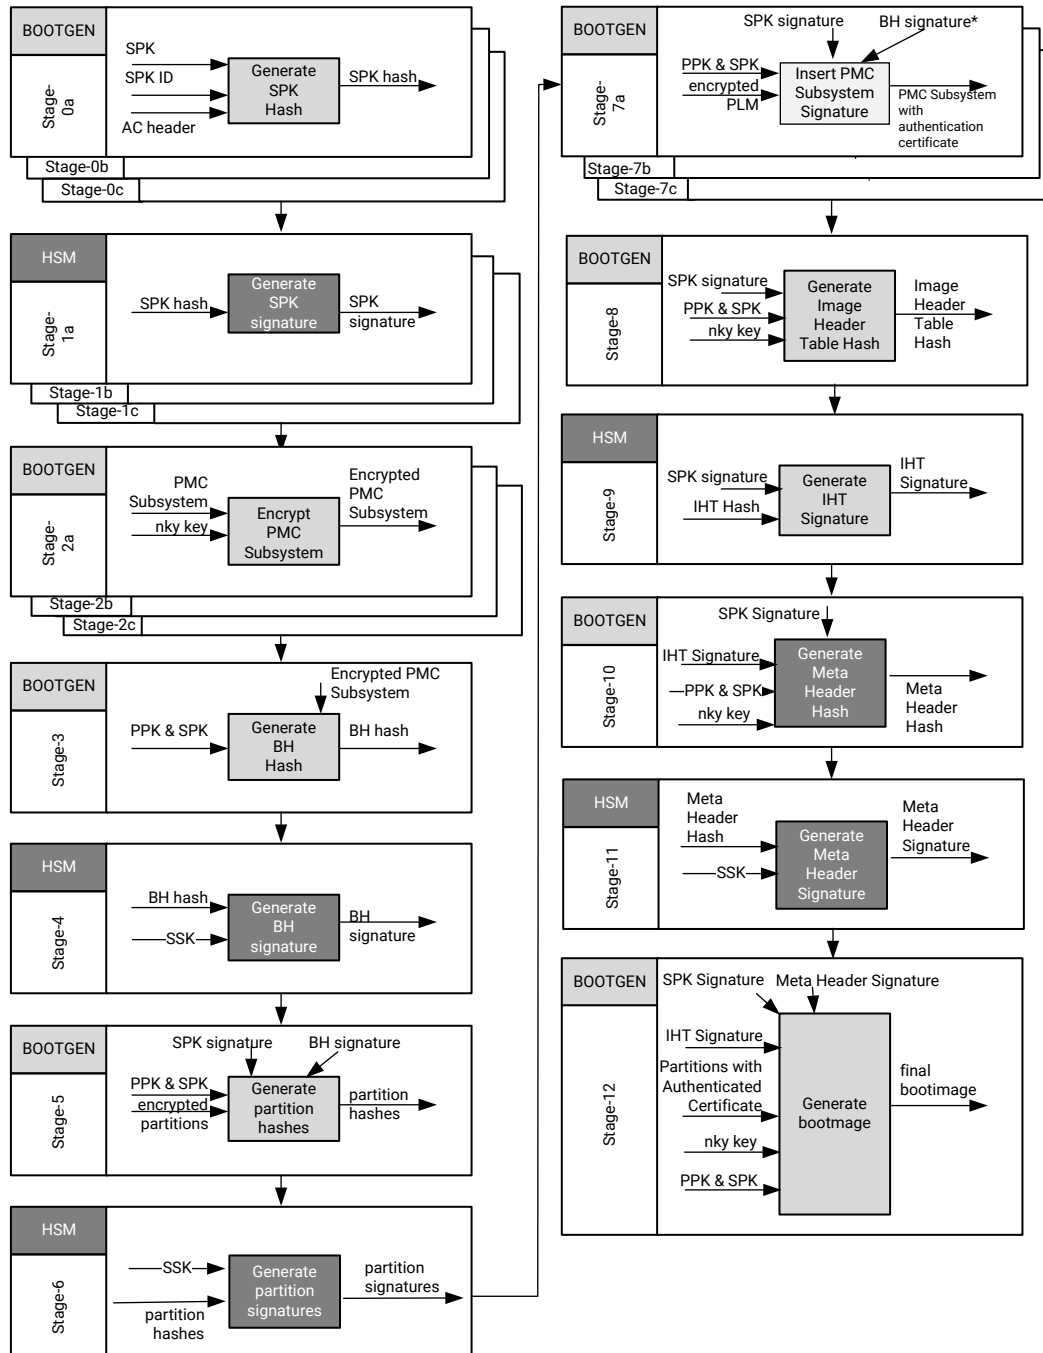 BOOTGEN
Stage-
0a
SPK
SPK ID
AC header
Generate
SPK
Hash
SPK hash
Stage-0b
Stage-0c
HSM
Stage-
1a
SPK hash
Generate
SPK
signature
SPK
signature
Stage-1b
Stage-1c
BOOTGEN
Stage-
2a
PMC
Subsystem
nky key
Encrypt
PMC
Subsystem
Encrypted
PMC
Subsystem
Stage-2b
Stage-2c
BOOTGEN
Stage-3
Encrypted PMC
Subsystem
PPK & SPK
Generate
BH
Hash
BH hash
HSM
Stage-4
BH hash
SSK
Generate
BH
signature
BH
signature
BOOTGEN
Stage-5
SPK signature
BH signature
PPK & SPK
encrypted
partitions
Generate
partition
hashes
partition
hashes
HSM
Stage-6
SSK
partition
hashes
Generate
partition
signatures
partition
signatures
BOOTGEN
Stage-
7a
SPK signature
BH signature*
PPK & SPK
encrypted
PLM
Insert PMC
Subsystem
Signature
PMC Subsystem
with
authentication
certificate
Stage-7b
Stage-7c
BOOTGEN
Stage-8
SPK signature
PPK & SPK
nky key
Generate
Image
Header
Table Hash
Image
Header
Table
Hash
HSM
Stage-9
SPK signature
IHT Hash
Generate
IHT
Signature
IHT
Signature
BOOTGEN
Stage-10
SPK Signature
IHT Signature
PPK & SPK
nky key
Generate
Meta
Header
Hash
Meta
Header
Hash
HSM
Stage-11
Meta
Header
Hash
SSK
Generate
Meta
Header
Signature
Meta
Header
Signature
BOOTGEN
Stage-12
SPK Signature
Meta Header Signature
IHT Signature
Partitions with
Authenticated
Certificate
nky key
PPK & SPK
Generate
bootmage
final
bootimage